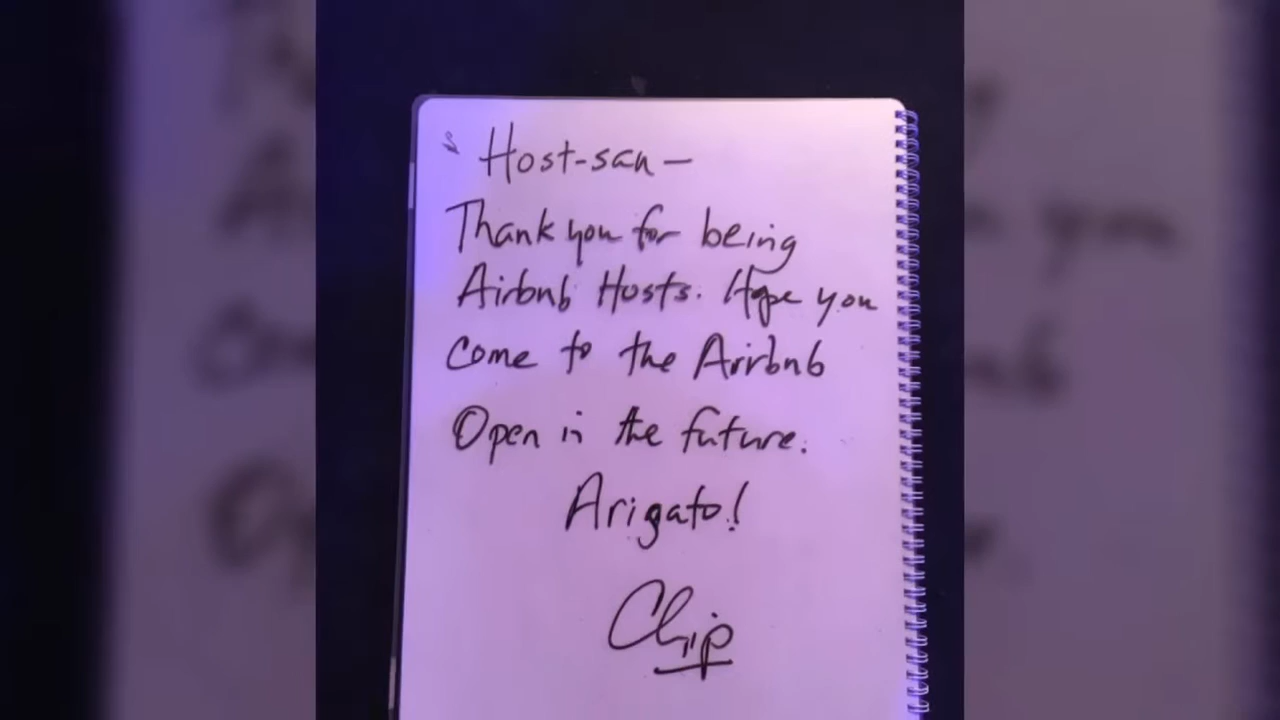 Host-san—
Thank you for being
Airbnb Hosts. Hope you
come to the Airbnb
Open in the future.
Arigato!
Chip